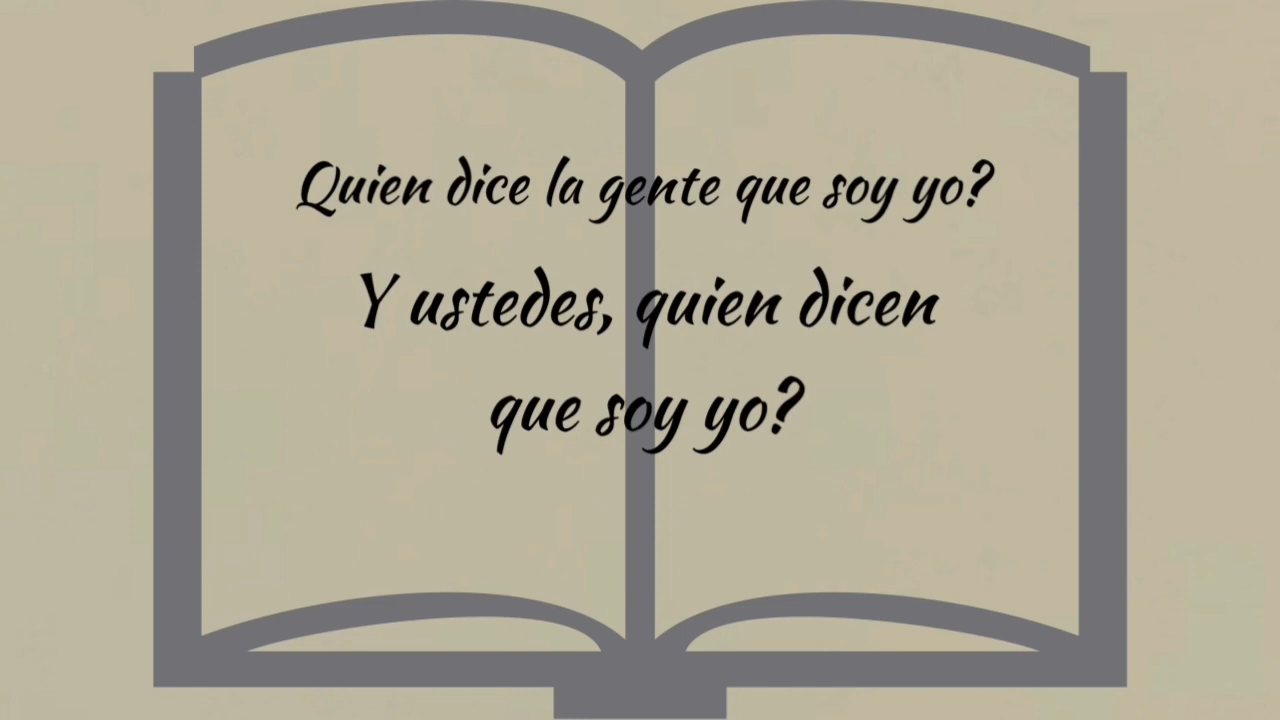 Quien dice la gente que soy yo?
Y ustedes, quien dicen
que soy yo?